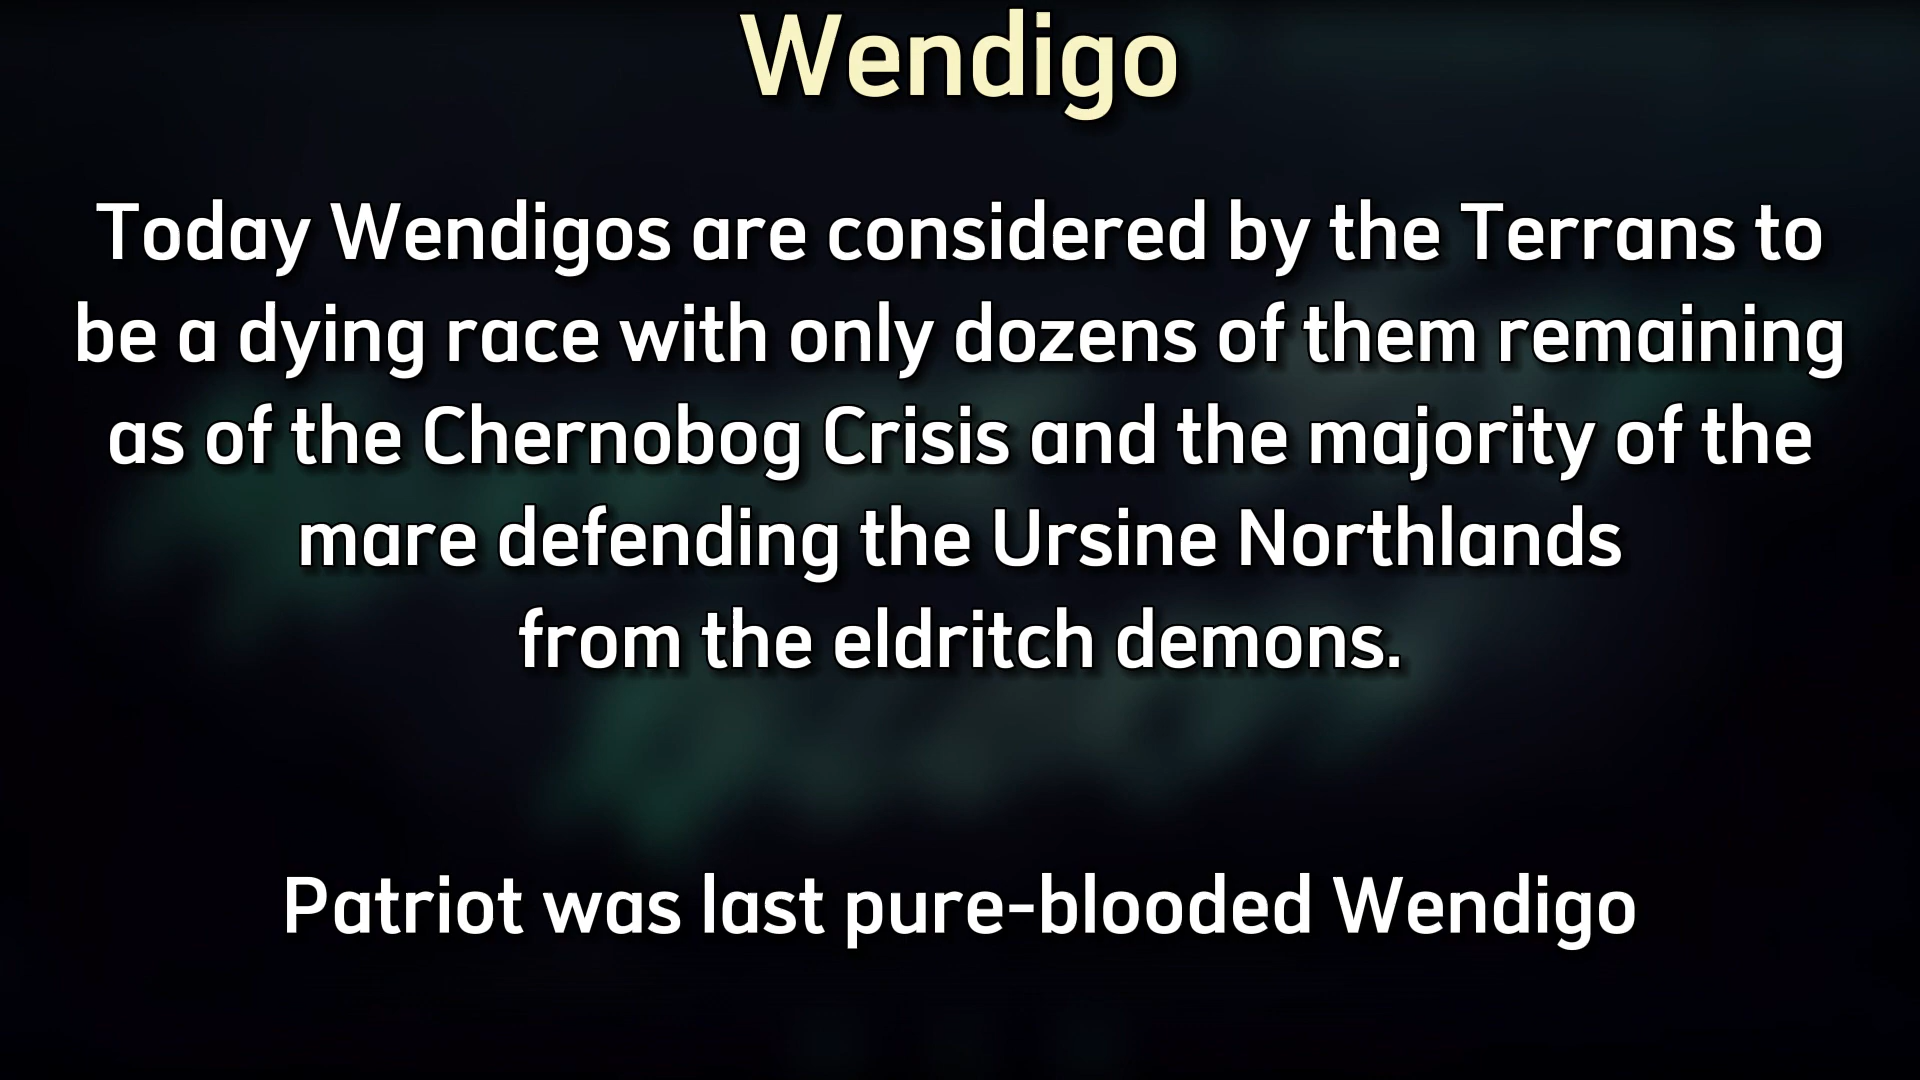 Wendigo
Today Wendigos are considered by the Terrans to
be a dying race with only dozens of them remaining
as of the Chernobog Crisis and the majority of the
mare defending the Ursine Northlands
from the eldritch demons.
Patriot was last pure-blooded Wendigo